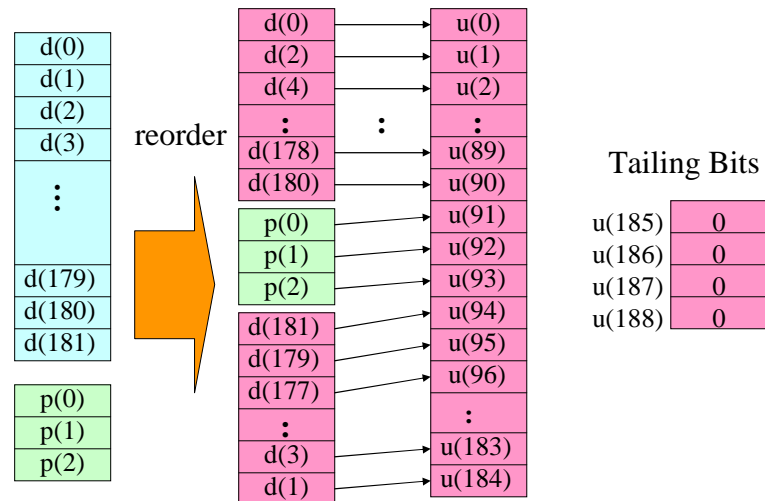 d(0)
d(1)
d(2)
d(3)
⋮
d(179)
d(180)
d(181)
p(0)
p(1)
p(2)
reorder
d(0)
d(2)
d(4)
:
d(178)
d(180)
p(0)
p(1)
p(2)
d(181)
d(179)
d(177)
:
d(3)
d(1)
:
u(0)
u(1)
u(2)
:
u(89)
u(90)
u(91)
u(92)
u(93)
u(94)
u(95)
u(96)
:
u(183)
u(184)
Tailing Bits
u(185) 0
u(186) 0
u(187) 0
u(188) 0